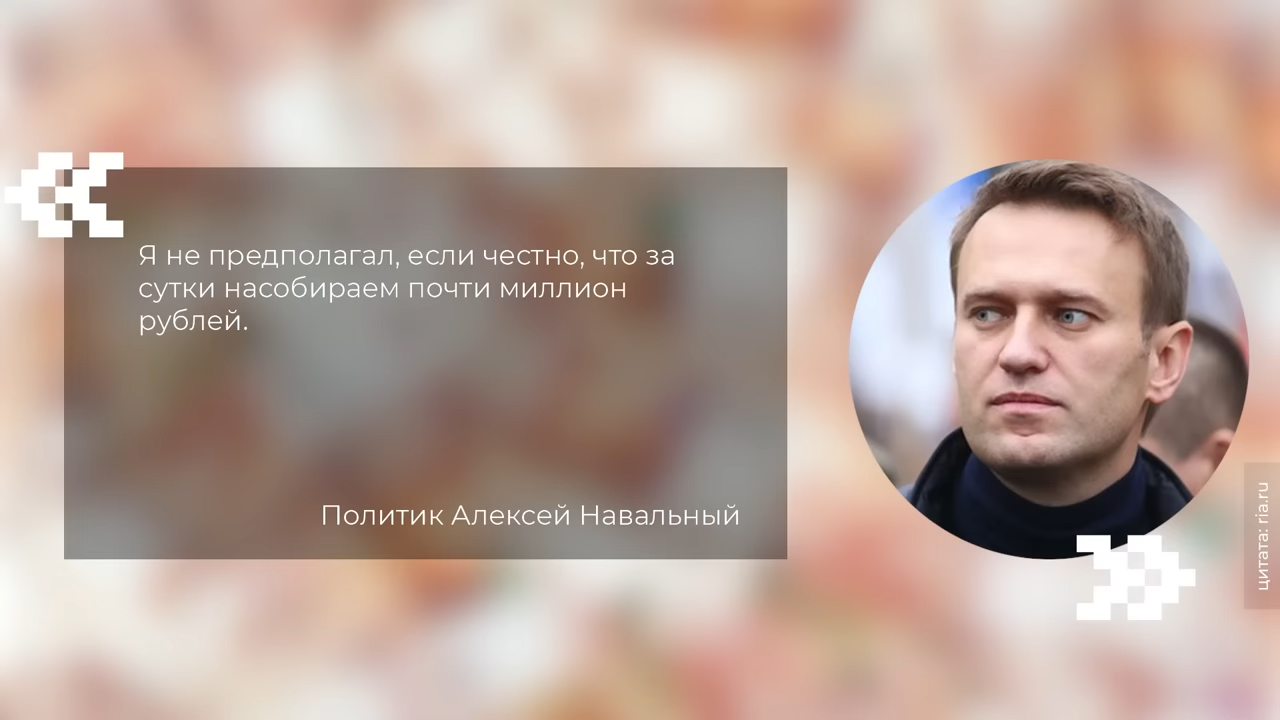 Я не предполагал, если честно, что за
сутки насобираем почти миллион
рублей.
Политик Алексей Навальный
цитата: ria.ru